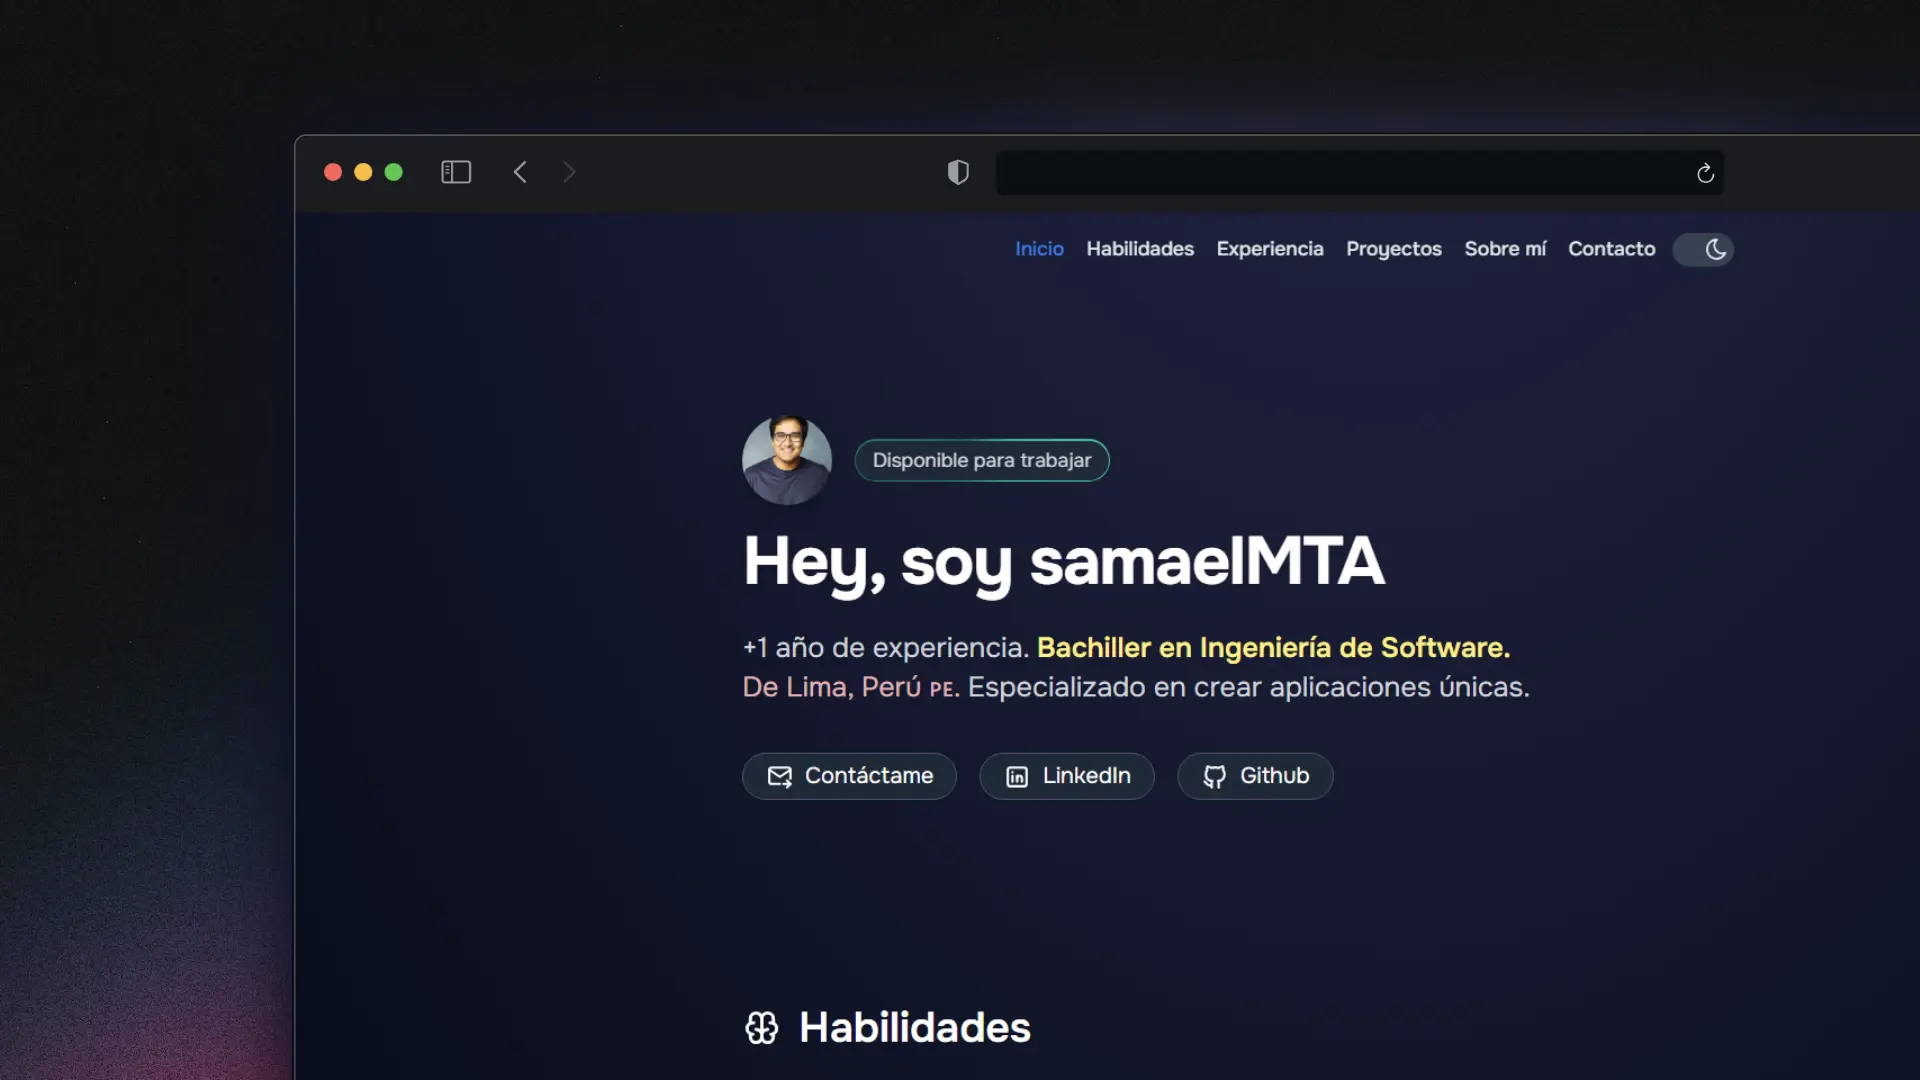 Inicio Habilidades Experiencia Proyectos Sobre mí Contacto
Disponible para trabajar
Hey, soy samaelMTA
+1 año de experiencia. Bachiller en Ingeniería de Software.
De Lima, Perú PE. Especializado en crear aplicaciones únicas.
Contáctame LinkedIn Github
Habilidades